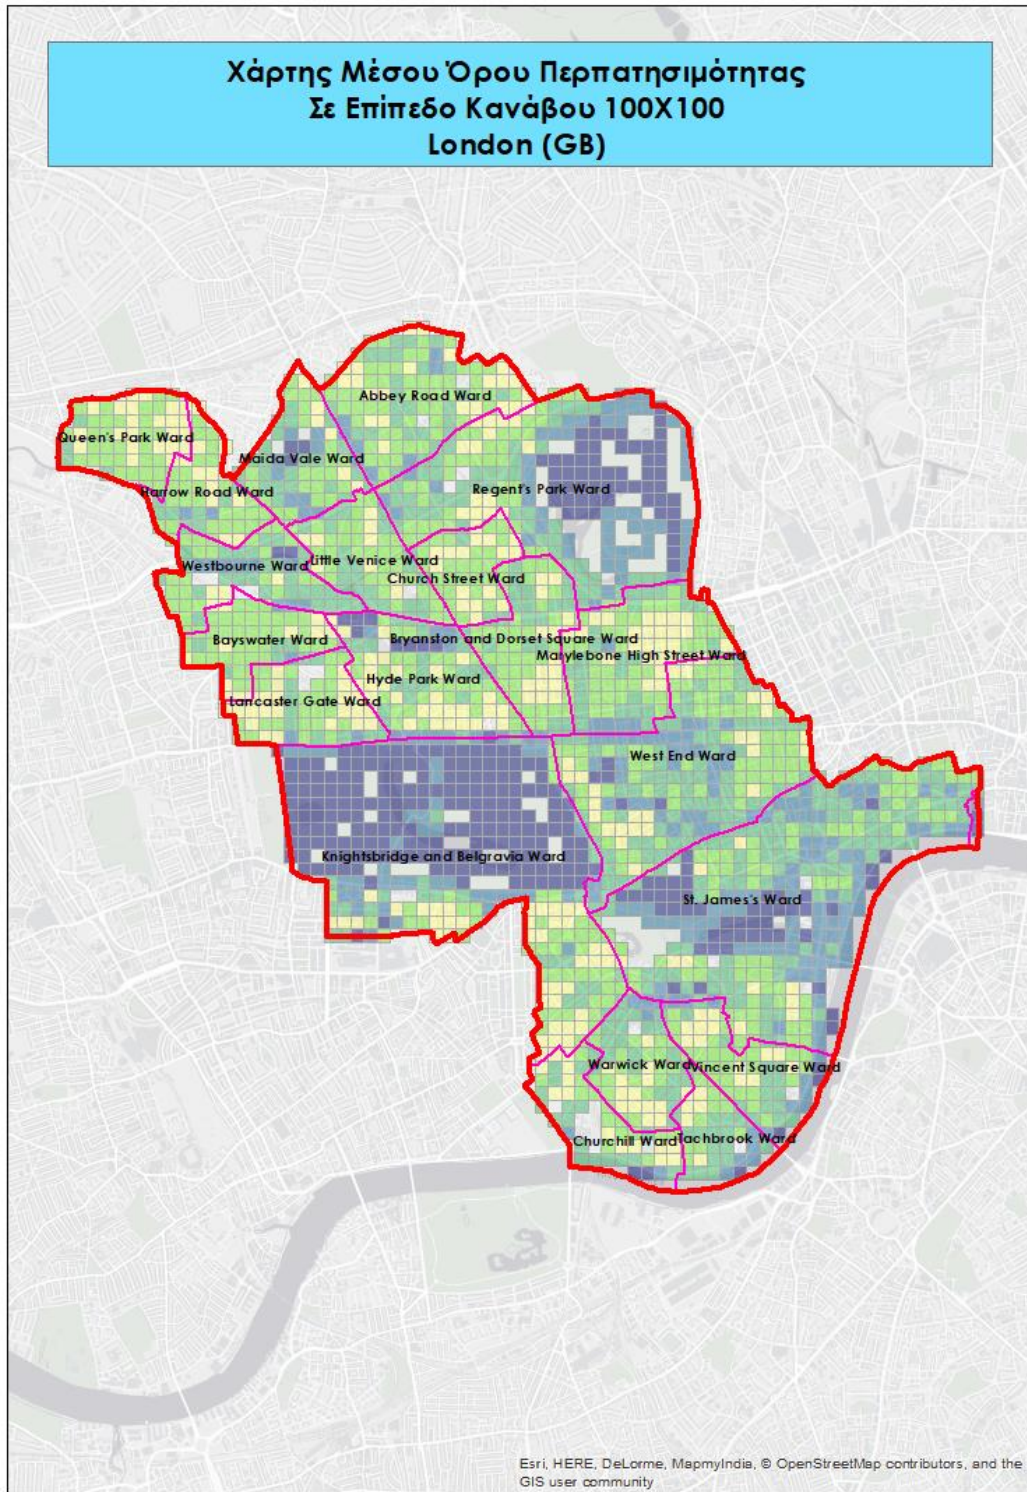 Χάρτης Μέσου Όρου Περπατησιμότητας
Σε Επίπεδο Κανάβου 100Χ100
London (GB)
Abbey Road Ward
Queen's Park Ward
Maida Vale Ward
Harrow Road Ward
Regent's Park Ward
Westbourne Ward
Little Venice Ward
Church Street Ward
Bayswater Ward
Bryanston and Dorset Square Ward
Marylebone High Street Ward
Hyde Park Ward
Lancaster Gate Ward
West End Ward
Knightsbridge and Belgravia Ward
St. James's Ward
Warwick Ward
Vincent Square Ward
Churchill Ward
Tachbrook Ward
Esri, HERE, DeLorme, MapmyIndia, © OpenStreetMap contributors, and the
GIS user community